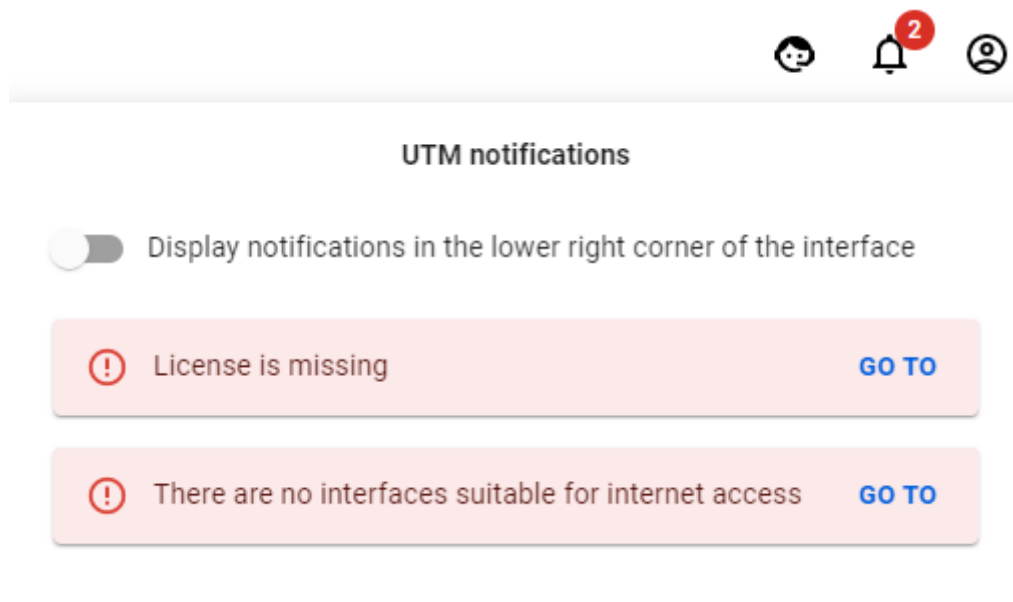 2
UTM notifications
Display notifications in the lower right corner of the interface
License is missing GO TO
There are no interfaces suitable for internet access GO TO